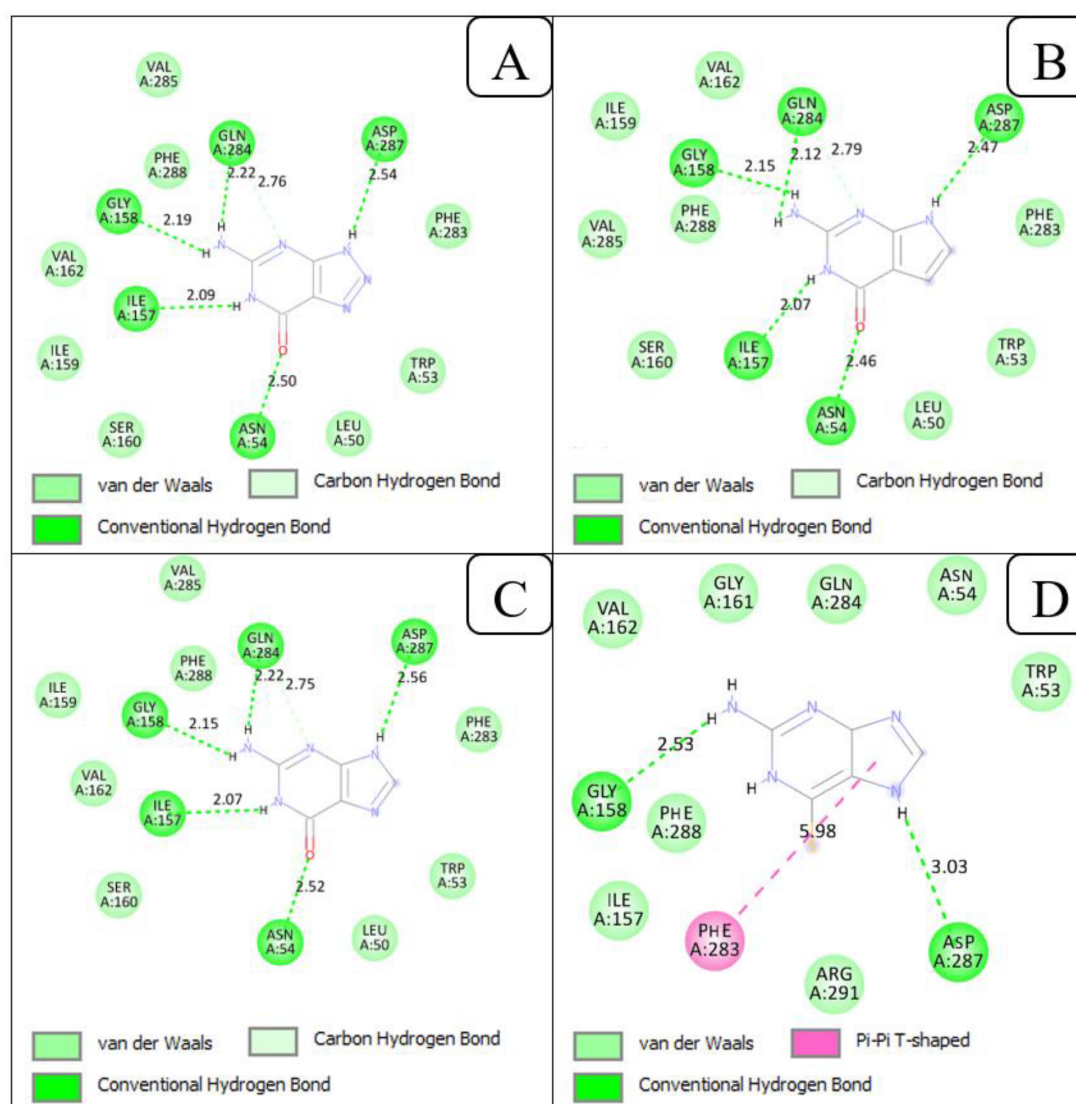 A
VAL
A:285
GLN
A:284
ASP
A:287
2.22
2.76
2.54
PHE
A:288
GLY
A:158
2.19
H
H
H
PHE
A:283
N
N
N
VAL
A:162
ILE
A:157
2.09
H
N
N
N
O
ILE
A:159
2.50
TRP
A:53
SER
A:160
ASN
A:54
LEU
A:50
van der Waals
Carbon Hydrogen Bond
Conventional Hydrogen Bond
B
VAL
A:162
ILE
A:159
GLN
A:284
ASP
A:287
GLY
A:158
2.15
2.12
2.79
2.47
H
H
N
N
H
N
VAL
A:285
PHE
A:288
PHE
A:283
H
N
2.07
O
SER
A:160
ILE
A:157
2.46
TRP
A:53
ASN
A:54
LEU
A:50
van der Waals
Carbon Hydrogen Bond
Conventional Hydrogen Bond
C
VAL
A:285
GLN
A:284
ASP
A:287
2.22
2.75
2.56
PHE
A:288
ILE
A:159
GLY
A:158
2.15
H
H
H
PHE
A:283
N
N
N
VAL
A:162
ILE
A:157
2.07
H
N
N
O
2.52
TRP
A:53
SER
A:160
ASN
A:54
LEU
A:50
van der Waals
Carbon Hydrogen Bond
Conventional Hydrogen Bond
D
VAL
A:162
GLY
A:161
GLN
A:284
ASN
A:54
TRP
A:53
H
H
N
N
N
2.53
GLY
A:158
H
N
N
H
PHE
A:288
5.98
3.03
ILE
A:157
PHE
A:283
ASP
A:287
ARG
A:291
van der Waals
Pi-Pi T-shaped
Conventional Hydrogen Bond